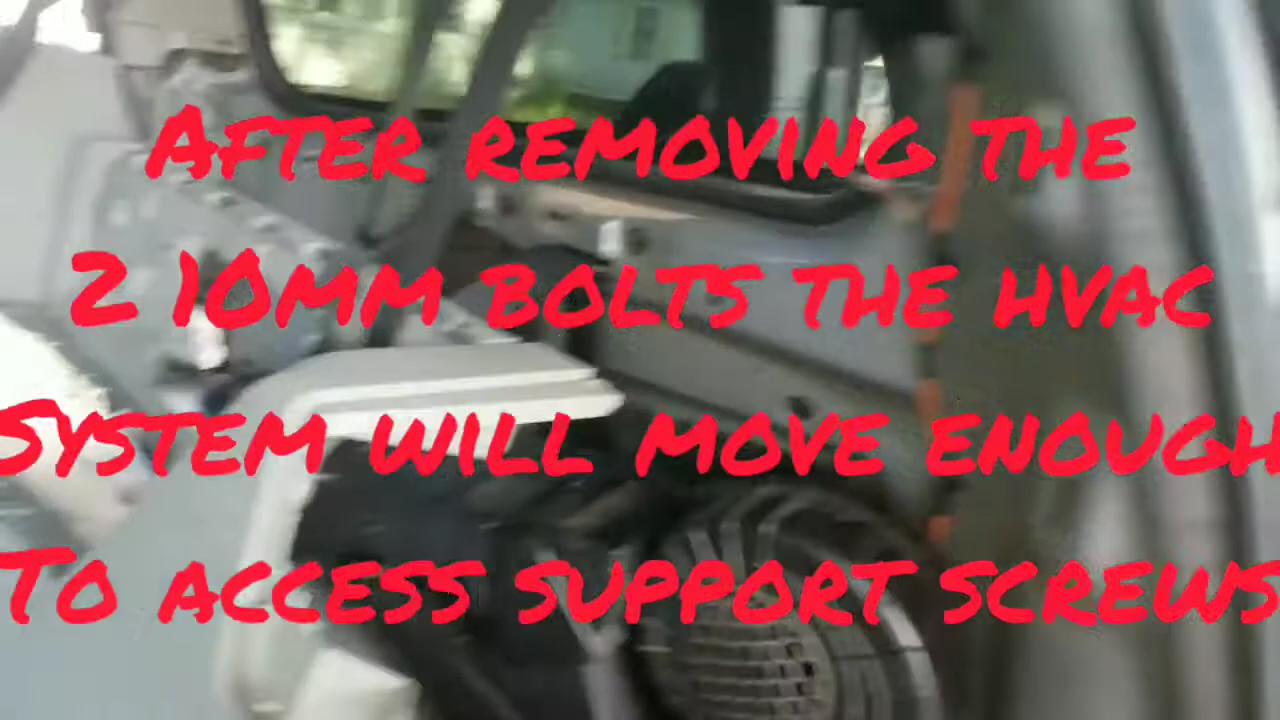 After removing the
2 10mm bolts the hvac
System will move enough
To access support screws